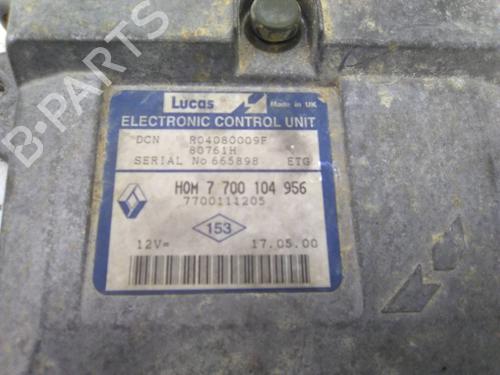 Lucas Made in UK
ELECTRONIC CONTROL UNIT
DCN R04080009F
80761H
SERIAL No 665898 ETG
HOM 7 700 104 956
7700111205
153
12V= 17.05.00
B-PARTS